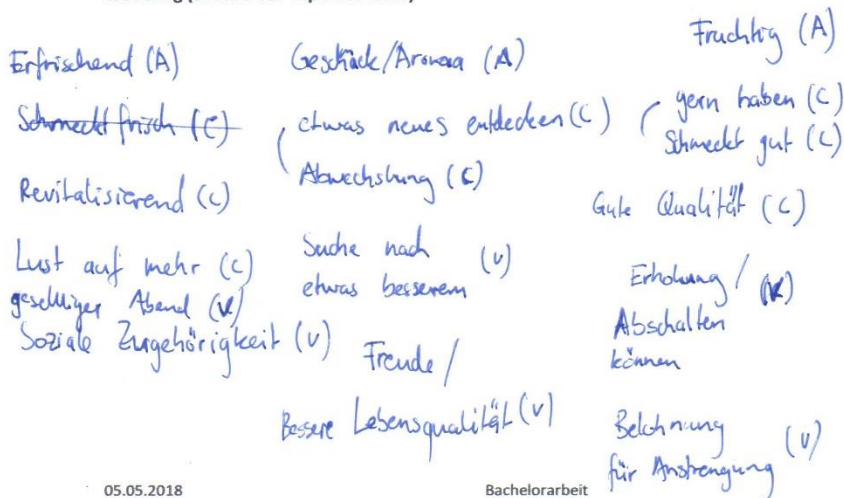 Erfrischend (A)
Schmeckt frisch (C)
Revitalisierend (C)
Lust auf mehr (C)
geselliger Abend (V)
Soziale Zugehörigkeit (V)
Geschack/Aroma (A)
etwas neues entdecken (C)
Abwechslung (C)
Suche nach (V)
etwas besserem
Freude /
Bessere Lebensqualität (V)
Fruchtig (A)
gern haben (C)
Schmeckt gut (C)
Gute Qualität (C)
Erholung / (V)
Abschalten
können
Belohnung (V)
für Anstrengung
05.05.2018
Bachelorarbeit